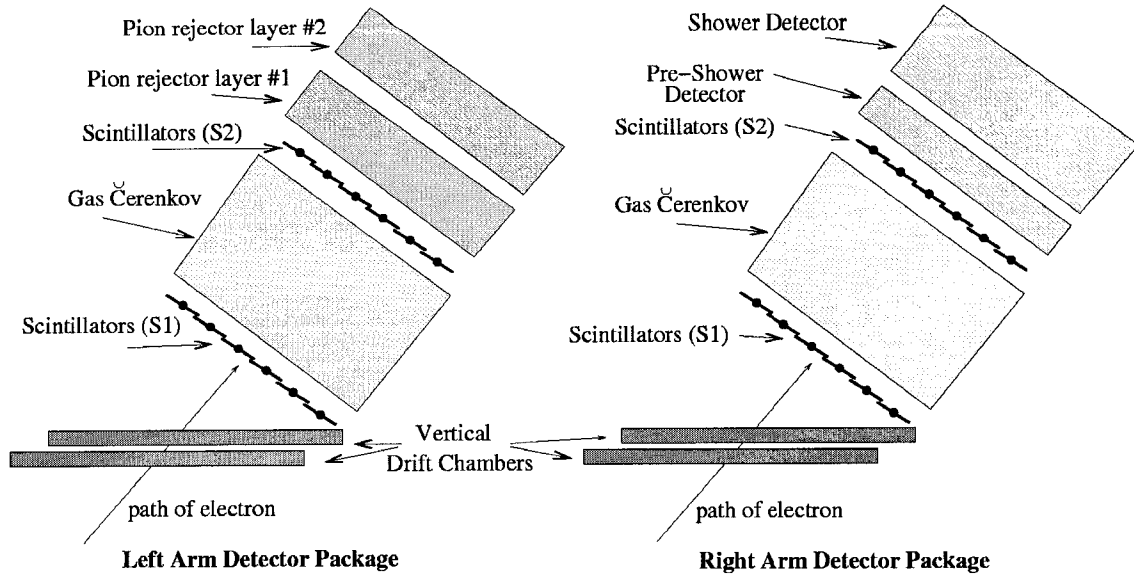 Pion rejector layer #2
Pion rejector layer #1
Scintillators (S2)
Gas C̆erenkov
Scintillators (S1)
Vertical
Drift Chambers
path of electron
Left Arm Detector Package
Shower Detector
Pre-Shower
Detector
Scintillators (S2)
Gas C̆erenkov
Scintillators (S1)
path of electron
Right Arm Detector Package